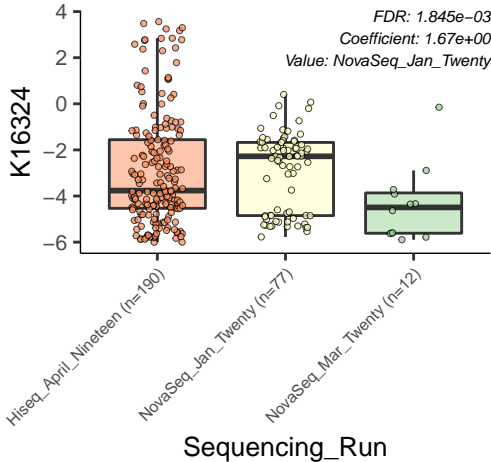 FDR: 1.845e−03
Coefficient: 1.67e+00
Value: NovaSeq_Jan_Twenty
K16324
4
2
0
−2
−4
−6
Hiseq_April_Nineteen (n=190)
NovaSeq_Jan_Twenty (n=77)
NovaSeq_Mar_Twenty (n=12)
Sequencing_Run